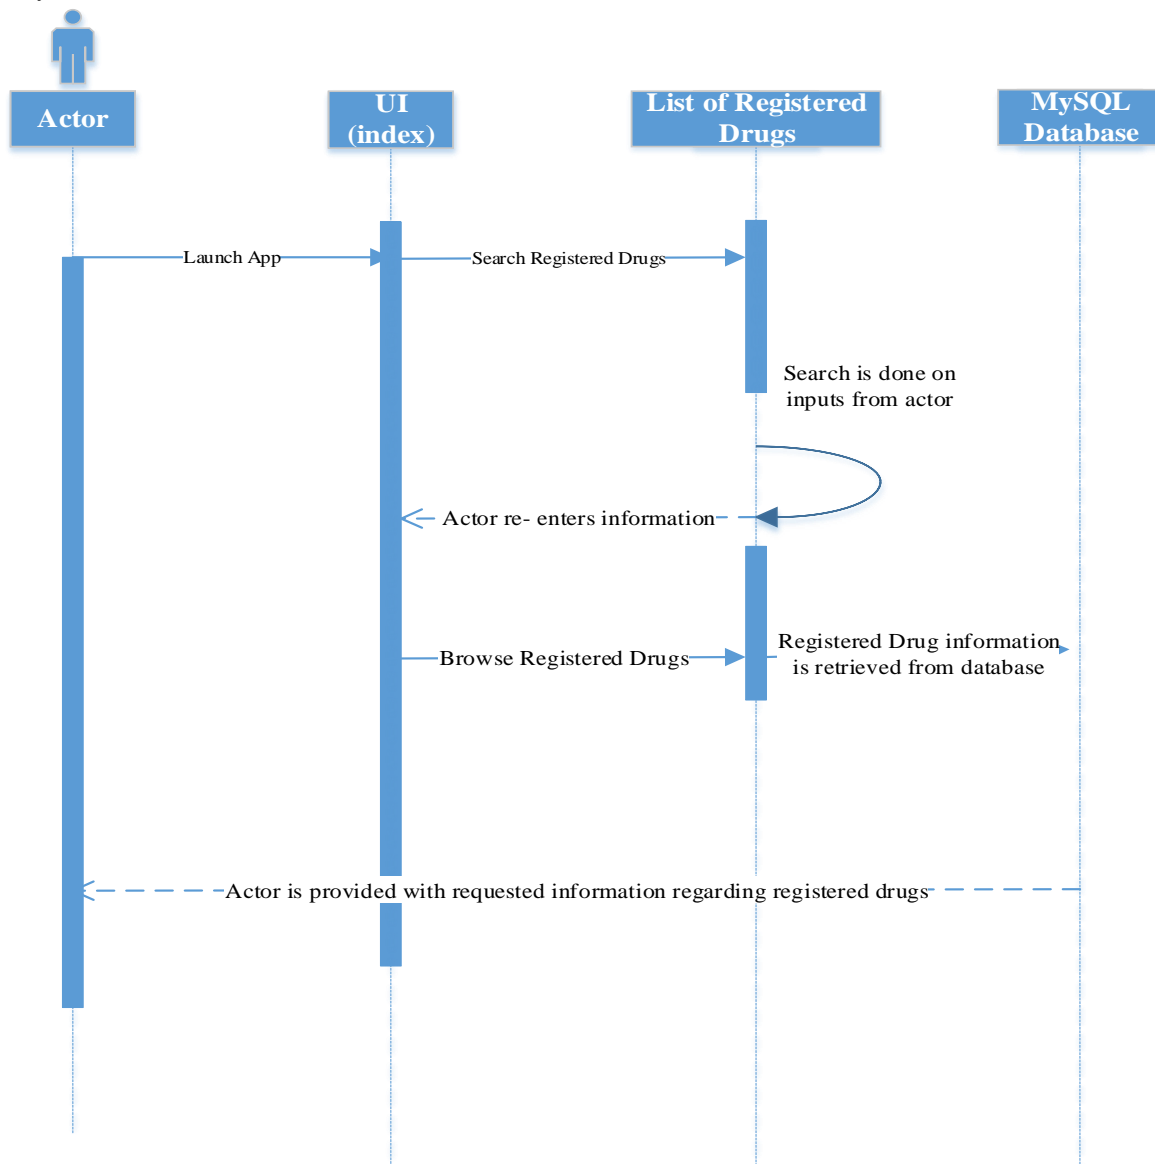 Actor
UI
(index)
List of Registered
Drugs
MySQL
Database
Launch App
Search Registered Drugs
Search is done on
inputs from actor
Actor re- enters information
Browse Registered Drugs
Registered Drug information
is retrieved from database
Actor is provided with requested information regarding registered drugs